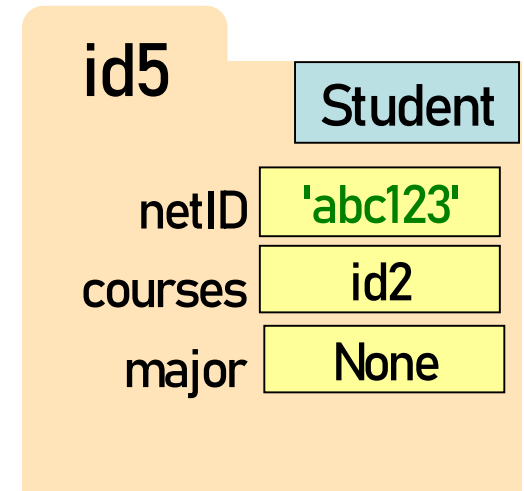 id5
Student
netID 'abc123'
courses id2
major None